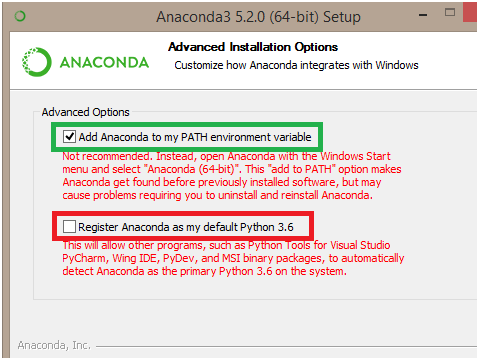 Anaconda3 5.2.0 (64-bit) Setup
ANACONDA
Advanced Installation Options
Customize how Anaconda integrates with Windows
Advanced Options
Add Anaconda to my PATH environment variable
Not recommended. Instead, open Anaconda with the Windows Start
menu and select "Anaconda (64-bit)". This "add to PATH" option makes
Anaconda get found before previously installed software, but may
cause problems requiring you to uninstall and reinstall Anaconda.
Register Anaconda as my default Python 3.6
This will allow other programs, such as Python Tools for Visual Studio
PyCharm, Wing IDE, PyDev, and MSI binary packages, to automatically
detect Anaconda as the primary Python 3.6 on the system.
Anaconda, Inc.